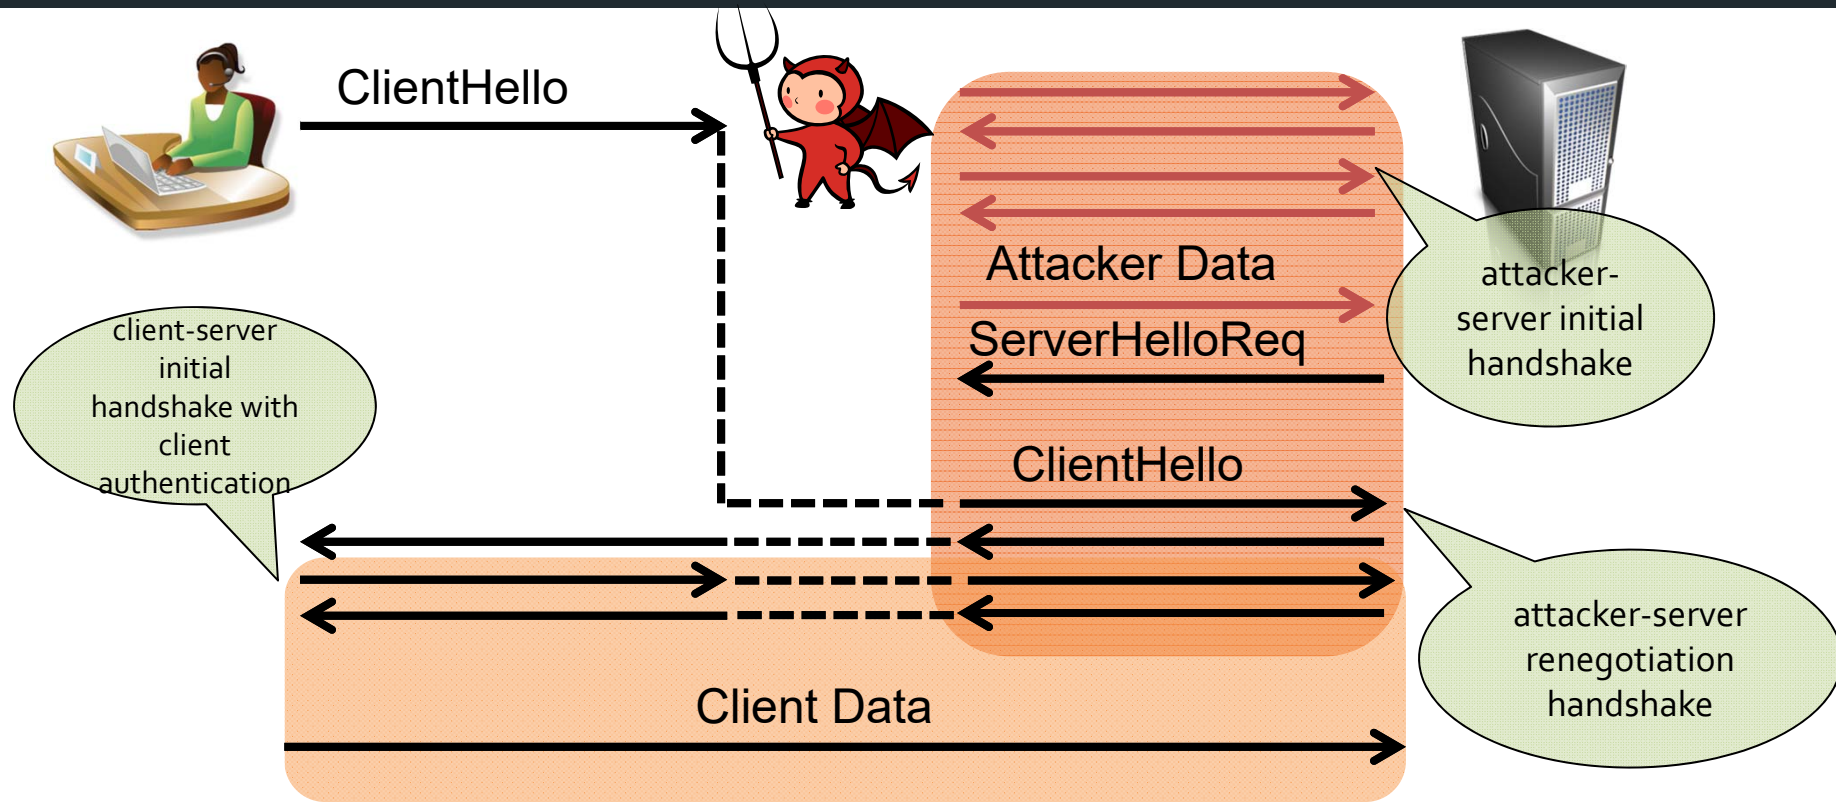 ClientHello
Attacker Data
ServerHelloReq
attacker-
server initial
handshake
client-server
initial
handshake with
client
authentication
ClientHello
attacker-server
renegotiation
handshake
Client Data